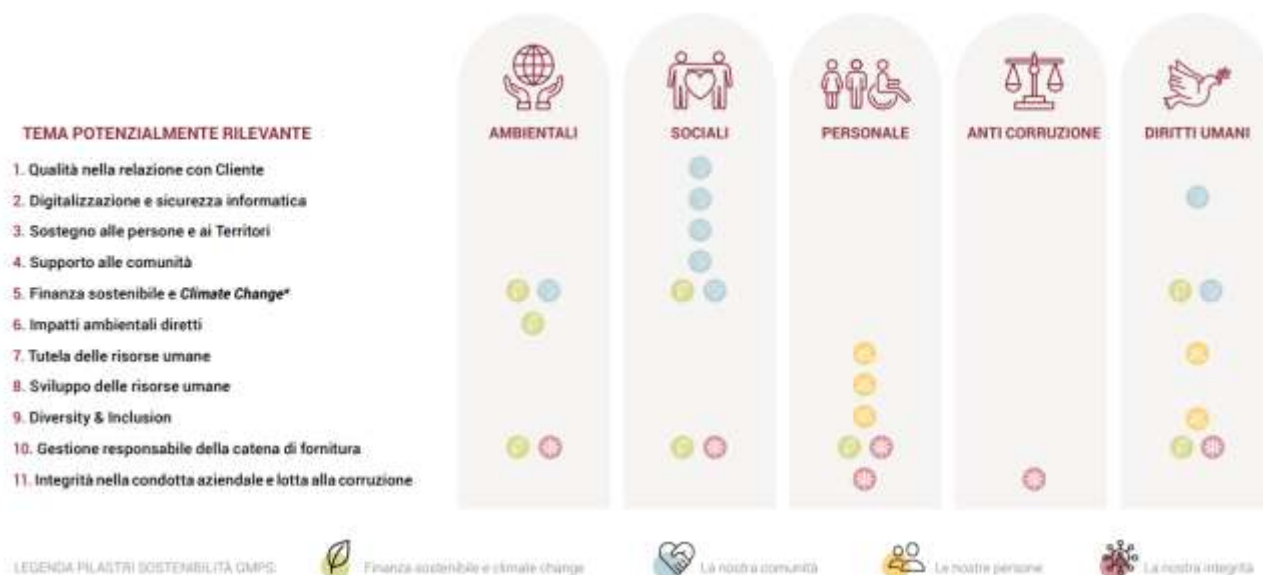 TEMA POTENZIALMENTE RILEVANTE AMBIENTALI SOCIALI PERSONALE ANTI CORRUZIONE DIRITTI UMANI
1. Qualità nella relazione con Cliente
2. Digitalizzazione e sicurezza informatica
3. Sostegno alle persone e ai Territori
4. Supporto alle comunità
5. Finanza sostenibile e Climate Change*
6. Impatti ambientali diretti
7. Tutela delle risorse umane
8. Sviluppo delle risorse umane
9. Diversity & Inclusion
10. Gestione responsabile della catena di fornitura
11. Integrità nella condotta aziendale e lotta alla corruzione
LEGENDA PILASTRI SOSTENIBILITÀ GMPS: Finanza sostenibile e climate change La nostra comunità Le nostre persone La nostra integrità